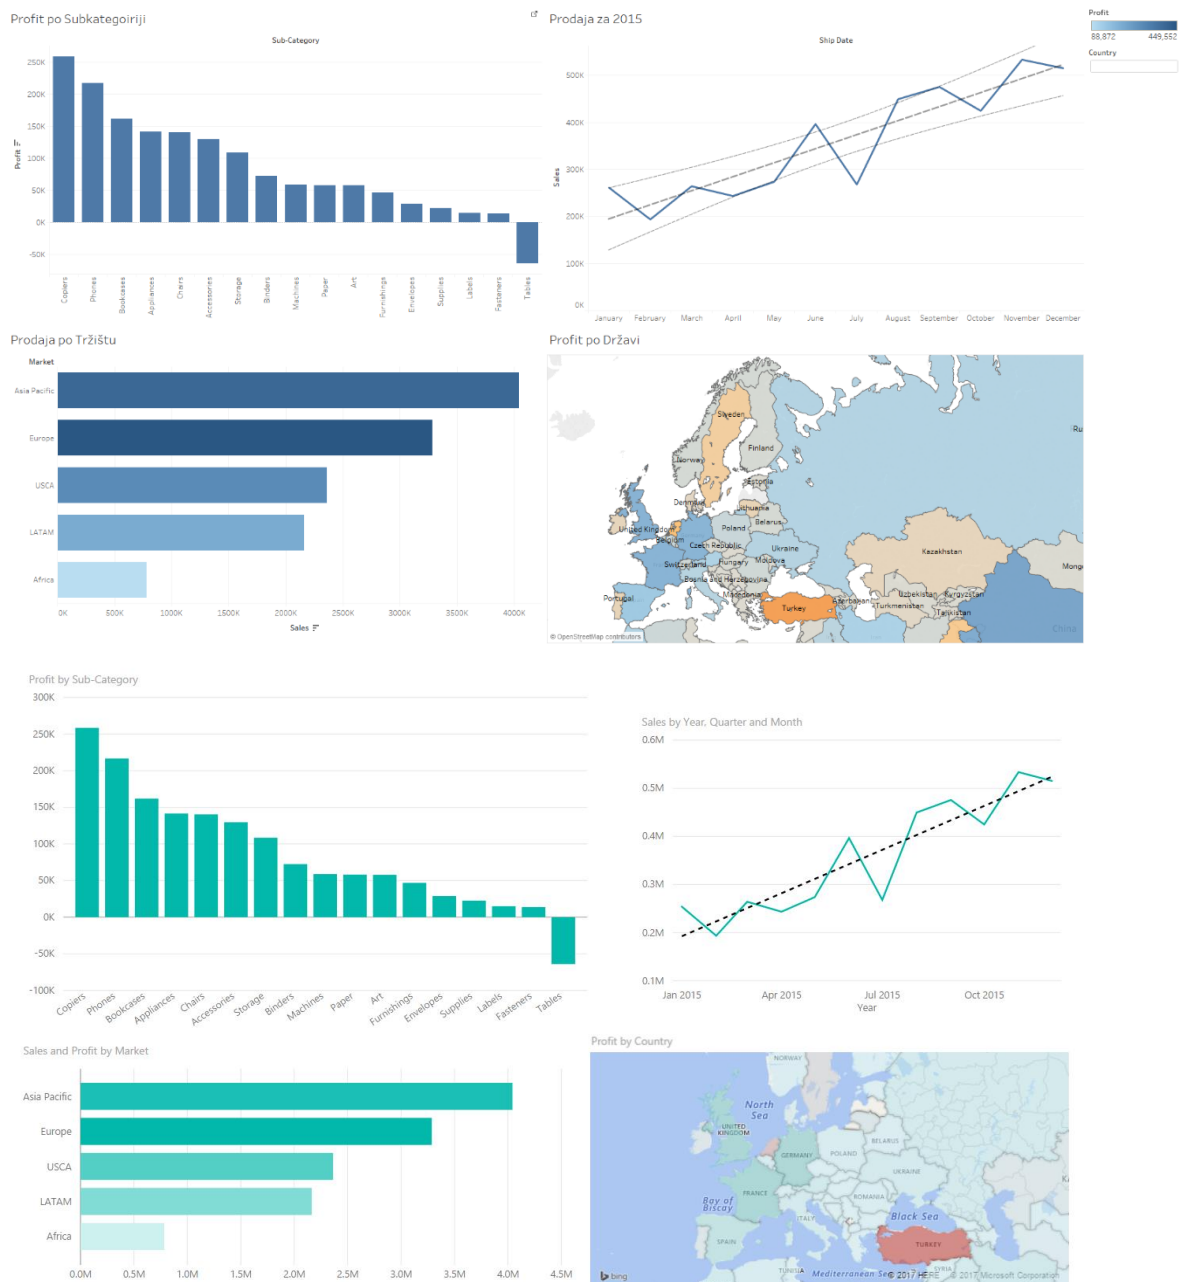 Profit po Subkategoiriji
Sub-Category
250K
200K
150K
100K
50K
0K
-50K
Profit
Copiers
Phones
Bookcases
Appliances
Chairs
Accessories
Storage
Binders
Machines
Paper
Art
Furnishings
Envelopes
Supplies
Labels
Fasteners
Tables
Prodaja za 2015
Ship Date
500K
400K
300K
200K
100K
0K
Sales
January
February
March
April
May
June
July
August
September
October
November
December
Profit
88,872
449,552
Country
Prodaja po Tržištu
Market
Asia Pacific
Europe
USCA
LATAM
Africa
0K
500K
1000K
1500K
2000K
2500K
3000K
3500K
4000K
Sales
Profit po Državi
Sweden
Finland
Norway
Estonia
Denmark
Lithuania
United Kingdom
Belarus
Poland
Belgium
Czech Republic
Ukraine
Switzerland
Hungary
Moldova
Bosnia and Herzegovina
Portugal
Macedonia
Turkey
Azerbaijan
Kazakhstan
Uzbekistan
Kyrgyzstan
Turkmenistan
Tajikistan
Ru
Mong
China
© OpenStreetMap contributors
Profit by Sub-Category
300K
250K
200K
150K
100K
50K
0K
-50K
-100K
Copiers
Phones
Bookcases
Appliances
Chairs
Accessories
Storage
Binders
Machines
Paper
Art
Furnishings
Envelopes
Supplies
Labels
Fasteners
Tables
Sales by Year, Quarter and Month
0.6M
0.5M
0.4M
0.3M
0.2M
0.1M
Jan 2015
Apr 2015
Jul 2015
Oct 2015
Year
Sales and Profit by Market
Asia Pacific
Europe
USCA
LATAM
Africa
0.0M
0.5M
1.0M
1.5M
2.0M
2.5M
3.0M
3.5M
4.0M
4.5M
Profit by Country
NORWAY
North
Sea
UNITED
KINGDOM
BELARUS
GERMANY
POLAND
UKRAINE
FRANCE
ROMANIA
Bay of
Biscay
ITALY
Black Sea
SPAIN
TURKEY
SYRIA
TUNISIA
Mediterranean Sea
bing
© 2017 HERE
© 2017 Microsoft Corporation